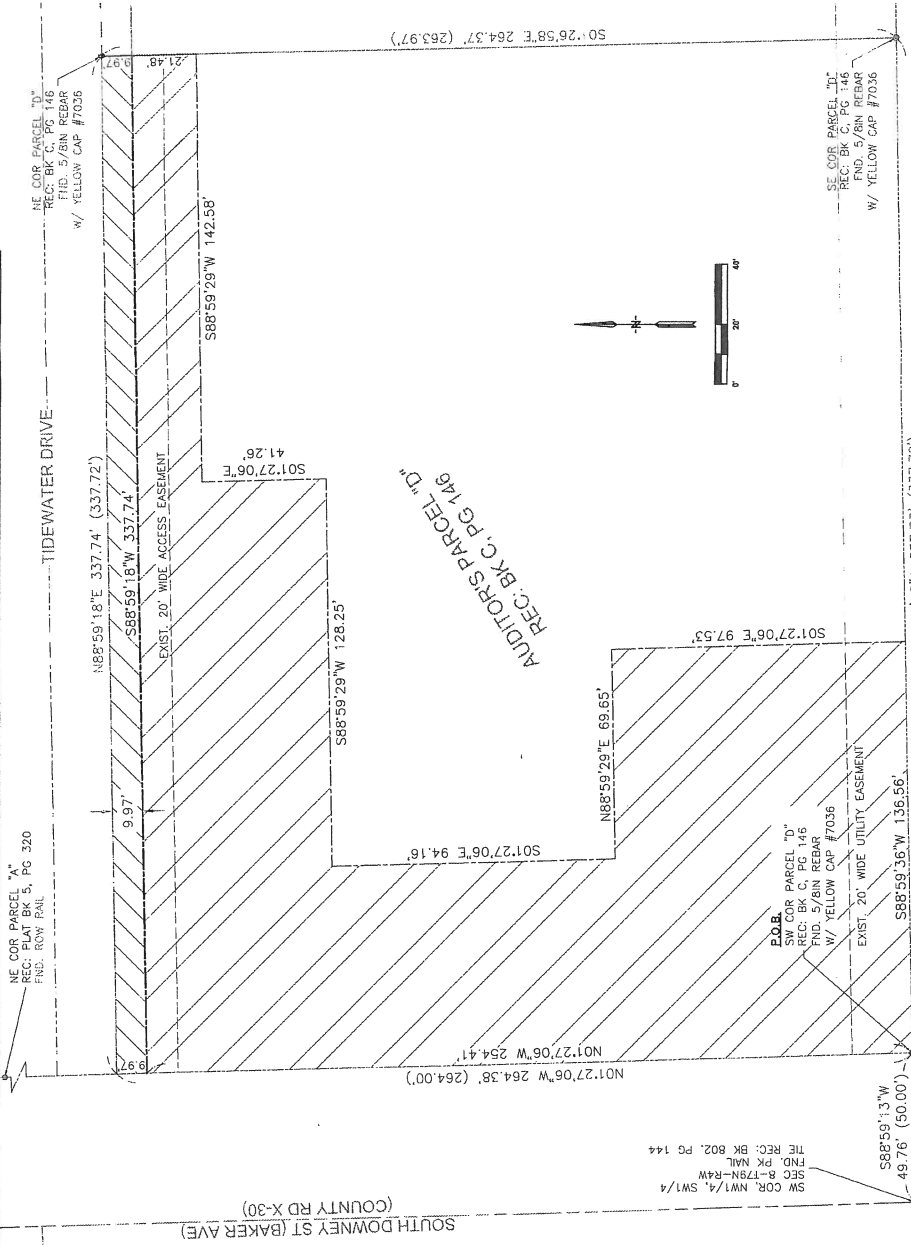 NE COR PARCEL "A"
REC: PLAT BK 5, PG 320
FND. ROW RAIL
TIDEWATER DRIVE
NE COR PARCEL "D"
REC: BK C, PG 146
FND. 5/8IN REBAR
W/ YELLOW CAP #7036
N88°59'18"E 337.74' (337.72')
9.97'
9.97'
9.97'
S88°59'18"W 337.74'
21.48'
EXIST. 20' WIDE ACCESS EASEMENT
S88°59'29"W 142.58'
S01°27'06"E
41.26'
S88°59'29"W 128.25'
S01°26'58"E 264.37' (263.97')
AUDITOR'S PARCEL "D"
REC: BK C, PG 146
N
0' 20' 40'
S01°27'06"E 94.16'
N88°59'29"E 69.65'
S01°27'06"E 97.53'
N01°27'06"W 254.41'
N01°27'06"W 264.38' (264.00')
P.O.B.
SW COR PARCEL "D"
REC: BK C, PG 146
FND. 5/8IN REBAR
W/ YELLOW CAP #7036
EXIST. 20' WIDE UTILITY EASEMENT
S88°59'36"W 136.56'
SE COR PARCEL "D"
REC: BK C, PG 146
FND. 5/8IN REBAR
W/ YELLOW CAP #7036
SOUTH DOWNEY ST (BAKER AVE)
(COUNTY RD X-30)
SW COR, NW1/4, SW1/4
SEC 8-T79N-R4W
FND. PK NAIL
TIE REC: BK 802, PG 144
S88°59'13"W
49.76' (50.00')